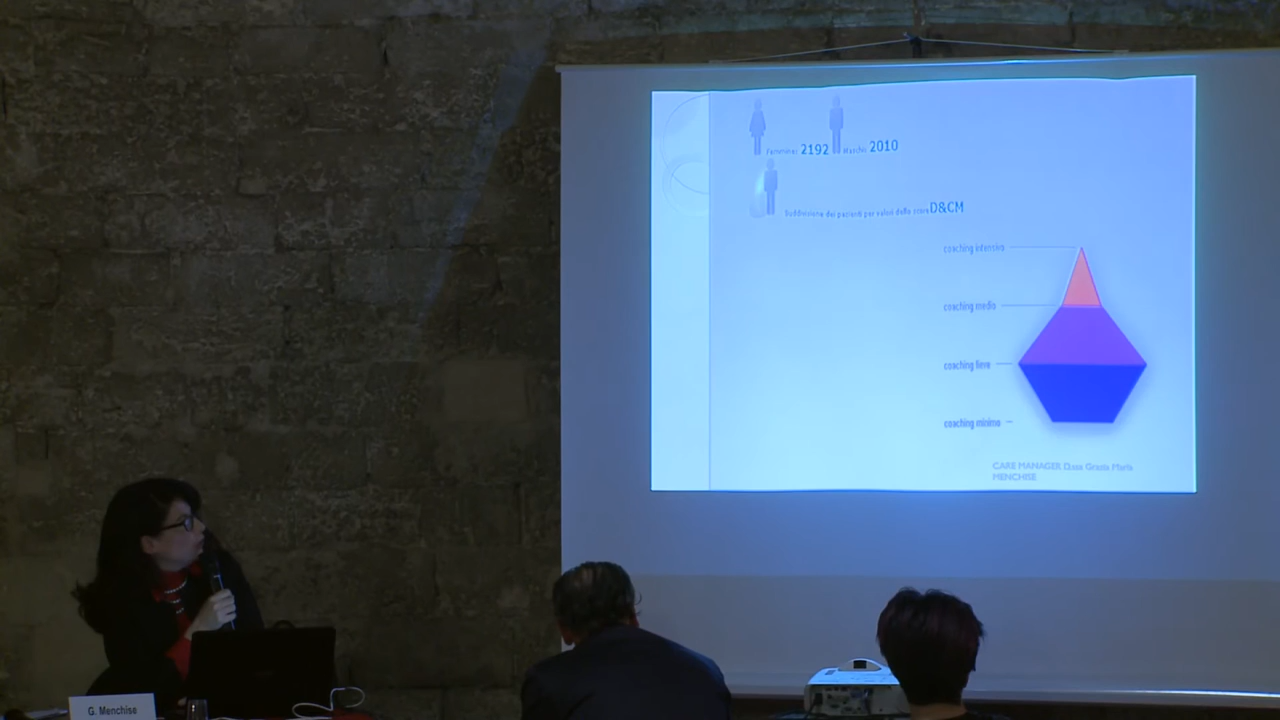 Femmine: 2192 Maschi: 2010
Suddivisione dei pazienti per valori dello score D&CM
coaching intensivo
coaching medio
coaching lieve
coaching minimo
CARE MANAGER D.ssa Grazia Maria
MENCHISE
G. Menchise